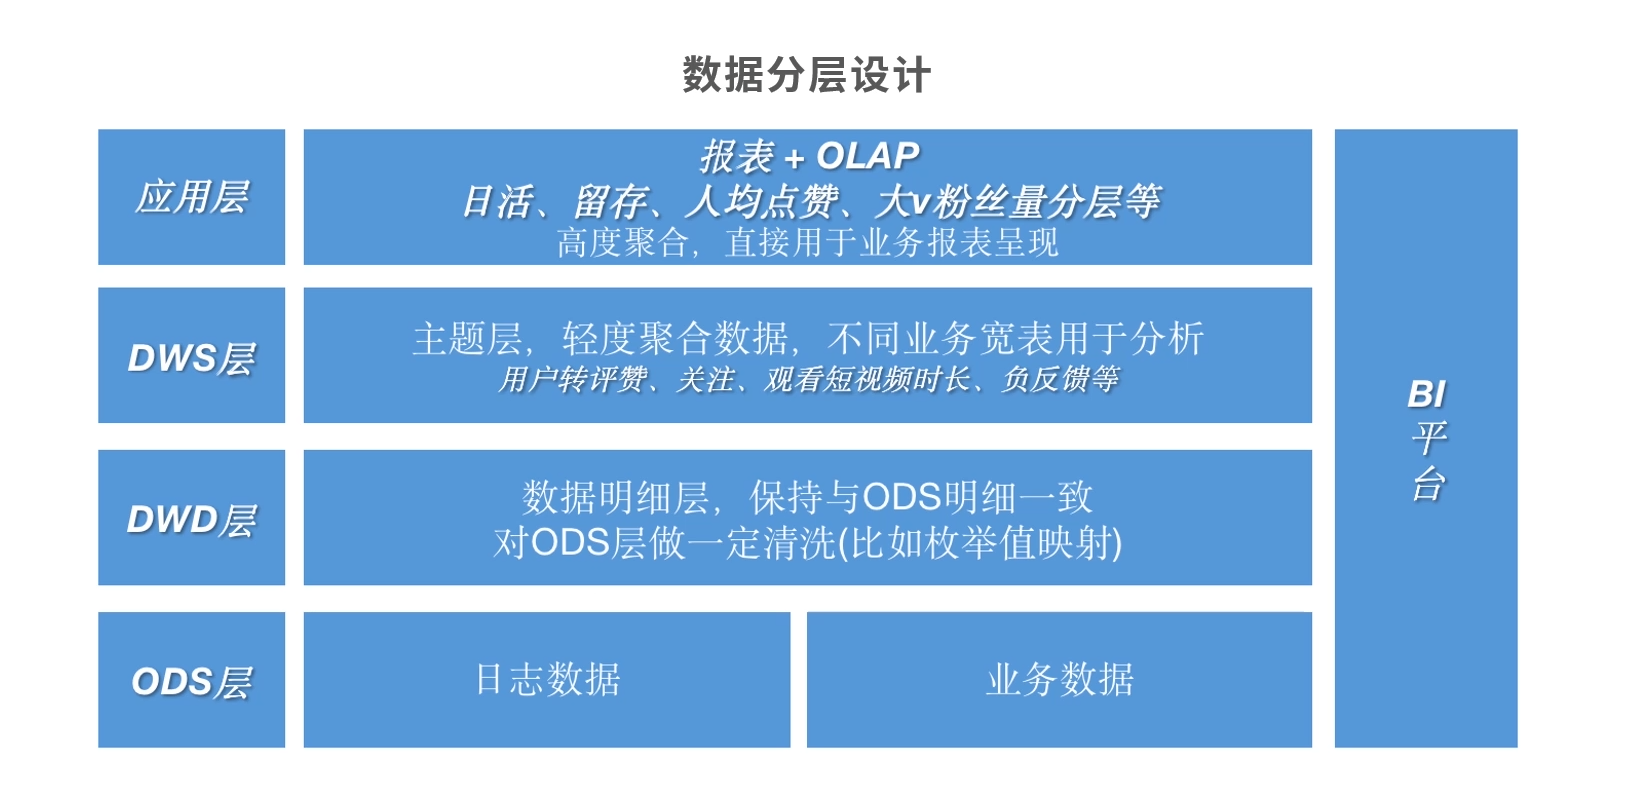 数据分层设计
应用层
报表 + OLAP
日活、留存、人均点赞、大v粉丝量分层等
高度聚合，直接用于业务报表呈现
DWS层
主题层，轻度聚合数据，不同业务宽表用于分析
用户转评赞、关注、观看短视频时长、负反馈等
DWD层
数据明细层，保持与ODS明细一致
对ODS层做一定清洗(比如枚举值映射)
ODS层
日志数据
业务数据
BI
平
台